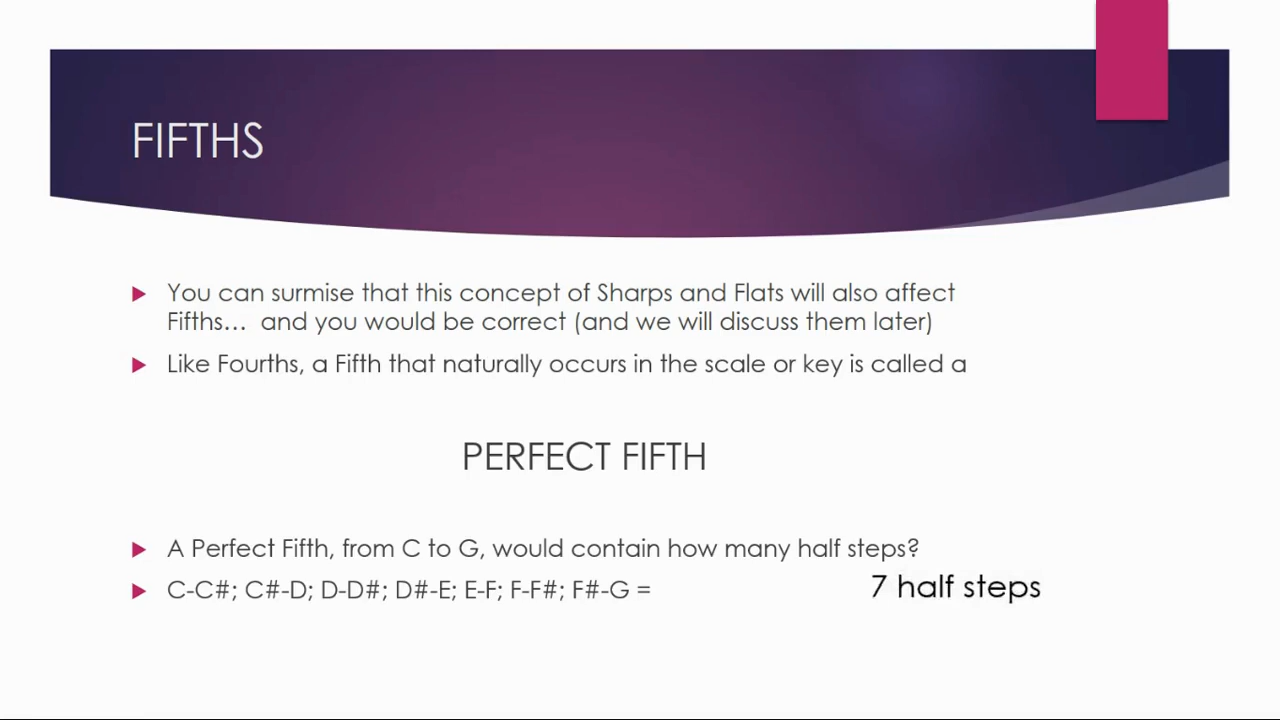 FIFTHS
You can surmise that this concept of Sharps and Flats will also affect
Fifths... and you would be correct (and we will discuss them later)
Like Fourths, a Fifth that naturally occurs in the scale or key is called a
PERFECT FIFTH
A Perfect Fifth, from C to G, would contain how many half steps?
C-C#; C#-D; D-D#; D#-E; E-F; F-F#; F#-G = 7 half steps